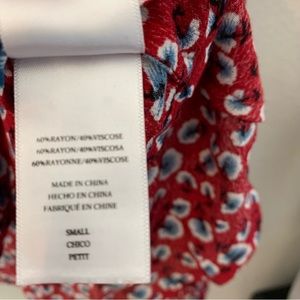 60%RAYON/40%VISCOSE
60%RAYON/40%VISCOSA
60%RAYONNE/40%VISCOSE
MADE IN CHINA
HECHO EN CHINA
FABRIQUÉ EN CHINE
SMALL
CHICO
PETIT